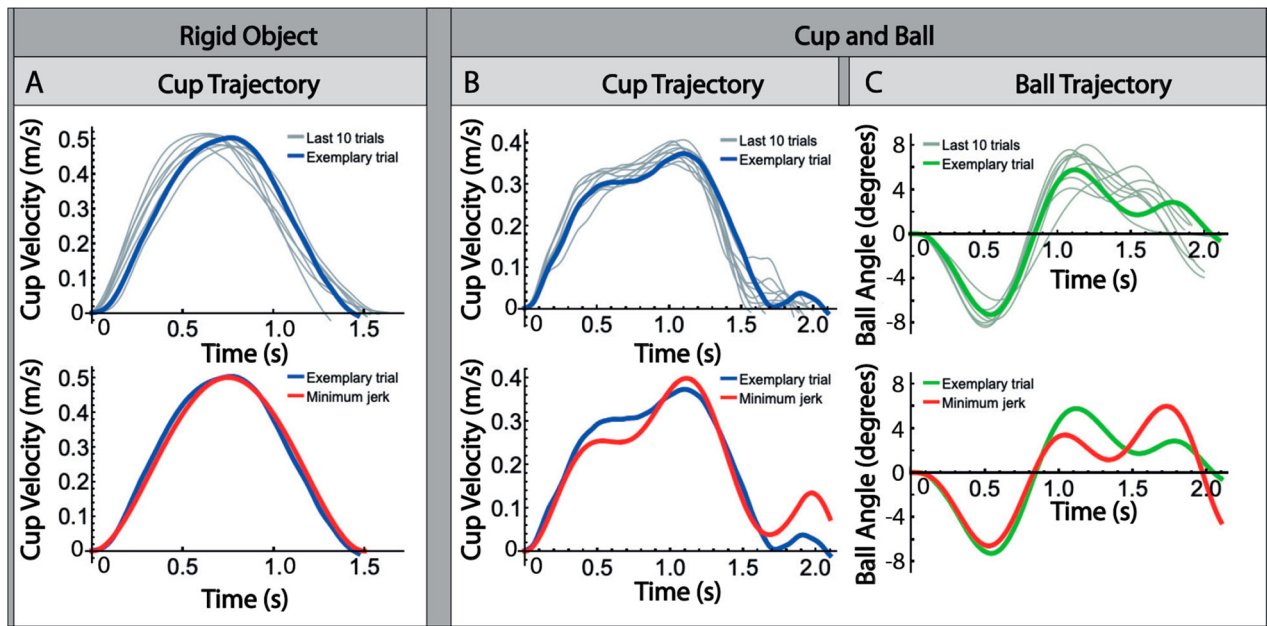 Rigid Object
Cup and Ball
A
Cup Trajectory
B
Cup Trajectory
C
Ball Trajectory
Cup Velocity (m/s)
0.5
0.4
0.3
0.2
0.1
0
Last 10 trials
Exemplary trial
0
0.5
1.0
1.5
Time (s)
Cup Velocity (m/s)
0.4
0.3
0.2
0.1
0
Last 10 trials
Exemplary trial
0
0.5
1.0
1.5
2.0
Time (s)
Ball Angle (degrees)
8
4
0
-4
-8
Last 10 trials
Exemplary trial
0
0.5
1.0
1.5
2.0
Time (s)
Cup Velocity (m/s)
0.5
0.4
0.3
0.2
0.1
0
Exemplary trial
Minimum jerk
0
0.5
1.0
1.5
Time (s)
Cup Velocity (m/s)
0.4
0.3
0.2
0.1
0
Exemplary trial
Minimum jerk
0
0.5
1.0
1.5
2.0
Time (s)
Ball Angle (degrees)
8
4
0
-4
-8
Exemplary trial
Minimum jerk
0
0.5
1.0
1.5
2.0
Time (s)